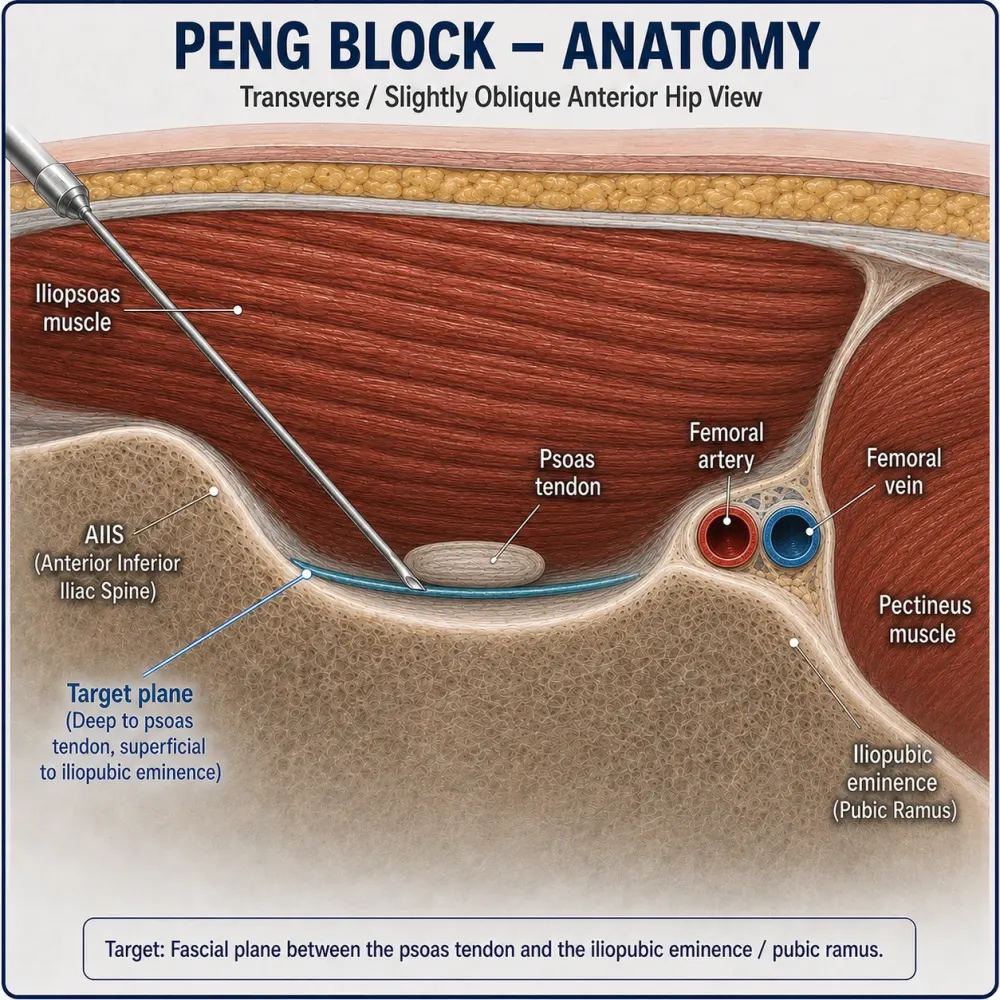 PENG BLOCK – ANATOMY
Transverse / Slightly Oblique Anterior Hip View
Iliopsoas
muscle
Psoas
tendon
Femoral
artery
Femoral
vein
AIIS
(Anterior Inferior
Iliac Spine)
Pectineus
muscle
Target plane
(Deep to psoas
tendon, superficial
to iliopubic eminence)
Iliopubic
eminence
(Pubic Ramus)
Target: Fascial plane between the psoas tendon and the iliopubic eminence / pubic ramus.